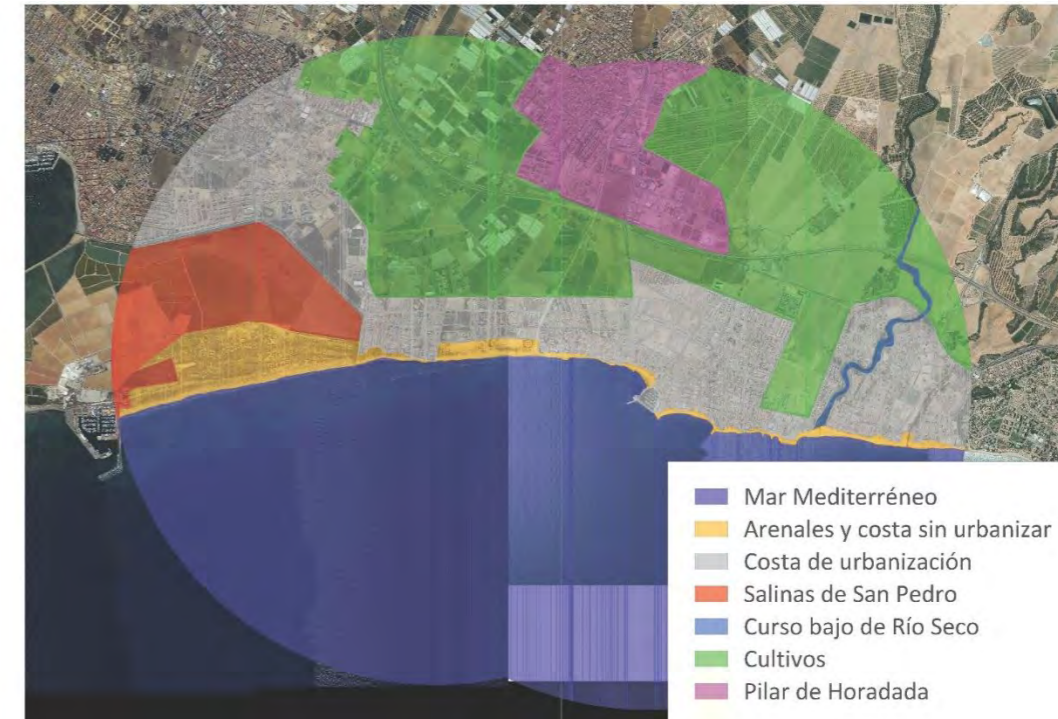 Mar Mediterréneo
Arenales y costa sin urbanizar
Costa de urbanización
Salinas de San Pedro
Curso bajo de Río Seco
Cultivos
Pilar de Horadada